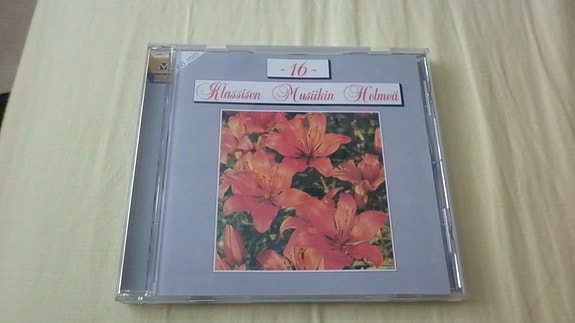 - 16 -
Klassisen Musiikin Helmeä